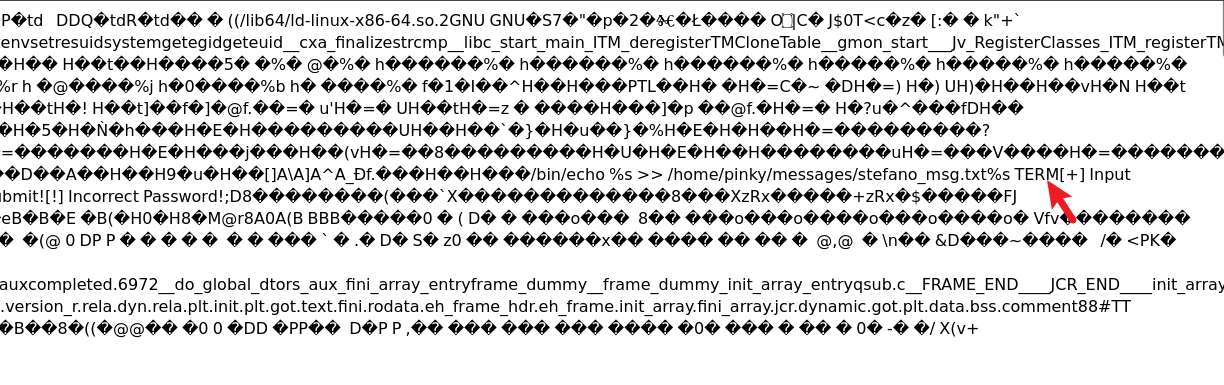 P�td DDQ�tdR�td�� � ((/lib64/ld-linux-x86-64.so.2GNU GNU�S7�"�p�2� �Ł���� O |C� J$0T<c�z� [:� � k"+`
envsetresuidsystemgetegidgeteuid__cxa_finalizestrcmp__libc_start_main_ITM_deregisterTMCloneTable__gmon_start___Jv_RegisterClasses_ITM_registerTM
�H�� H��t��H����5� �%� @�%� h������%� h������%� h������%� h�����%� h�����%� h�����%�
%r h �@����%j h�0����%b h� ����%� f�1�I��^H��H���PTL��H� �H�=C�~ �DH�=) H�) UH)�H��H��vH�N H��t
H��tH�! H��t]��f�]�@f.��=� u'H�=� UH��tH�=z � ����H���]�p ��@f.�H�=� H�?u�^���fDH��
�H�5�H�Ǹ�h���H�E�H���������UH��H��`�}�H�u��}�%H�E�H�H��H�=���������?
=�������H�E�H���j���H��(vH�=��8���������H�U�H�E�H��H��������uH�=���V����H�=�������
��D��A��H��H9�u�H��[]A\A]A^A_Ðf.���H��H���/bin/echo %s >> /home/pinky/messages/stefano_msg.txt%s TERM[+] Input
ubmit![!] Incorrect Password!;D8��������(���`X�������������8���XzRx�����+zRx�$�����FJ
eB�B�E �B(�H0�H8�M@r8A0A(B BBB�����0 � ( D� � ���o��� 8�� ���o���o����o���o����o� Vfv��������
� �(@ 0 DP P � � � � � � � ��� ` � .� D� S� z0 �� ������x�� ���� �� �� � @,@ � \n�� &D���~���� /� <PK�
auxcompleted.6972__do_global_dtors_aux_fini_array_entryframe_dummy__frame_dummy_init_array_entryqsub.c__FRAME_END____JCR_END____init_array
.version_r.rela.dyn.rela.plt.init.plt.got.text.fini.rodata.eh_frame_hdr.eh_frame.init_array.fini_array.jcr.dynamic.got.plt.data.bss.comment88#TT
�B��8�((�@@�� �0 0 �DD �PP�� D�P P ,�� ��� ��� ��� ���� �0� ��� � �� � 0� -� �/ X(v+